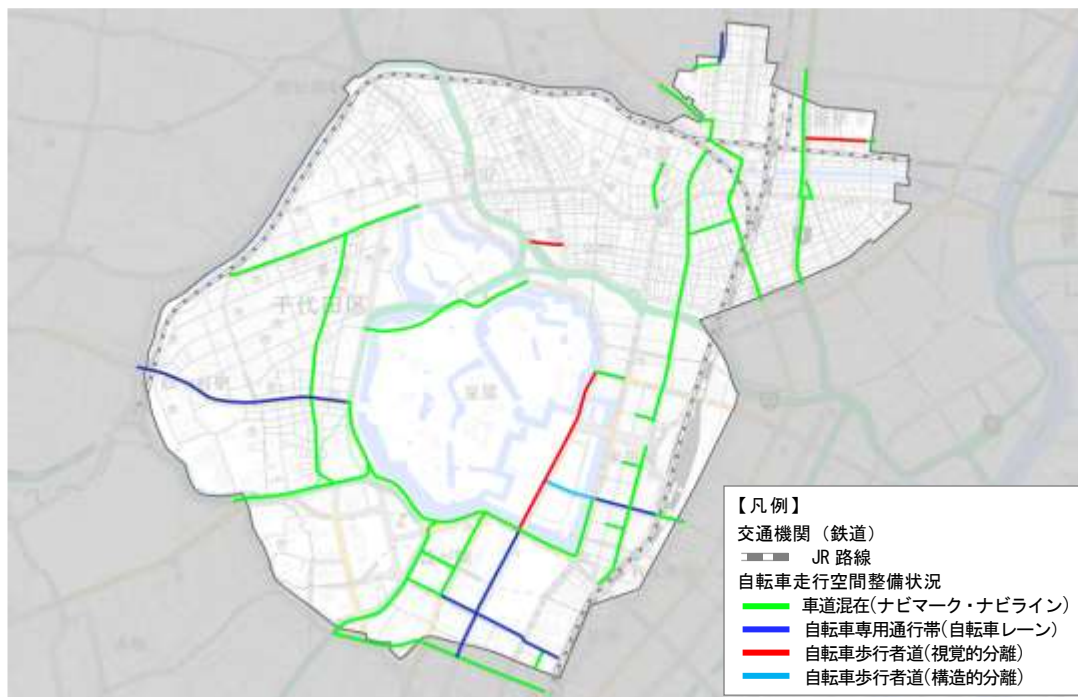 千代田区
皇居
【凡例】
交通機関（鉄道）
JR 路線
自転車走行空間整備状況
車道混在(ナビマーク・ナビライン)
自転車専用通行帯(自転車レーン)
自転車歩行者道(視覚的分離)
自転車歩行者道(構造的分離)